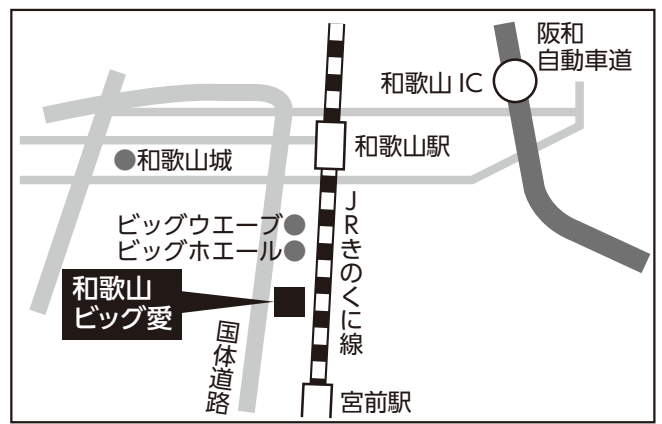 阪和
自動車道
和歌山 IC
和歌山駅
和歌山城
JRきのくに線
ビッグウエーブ
ビッグホエール
和歌山
ビッグ愛
国体道路
宮前駅